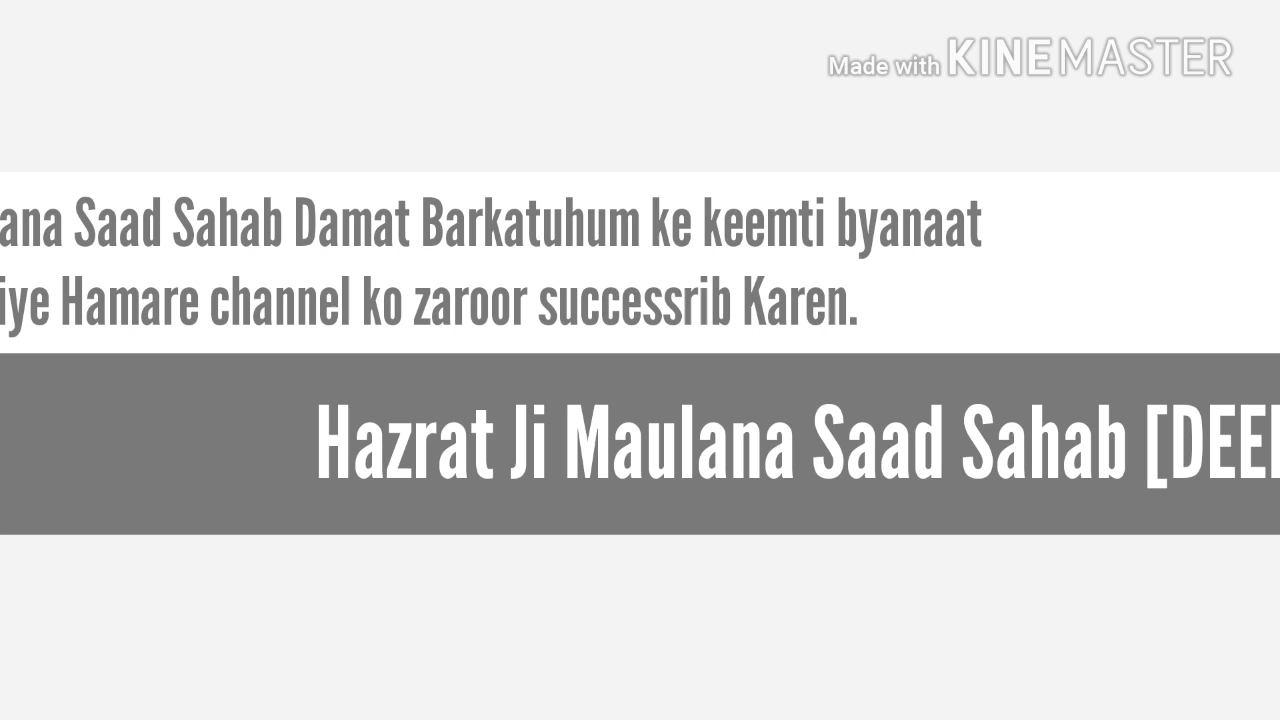 Made with KINEMASTER
ana Saad Sahab Damat Barkatuhum ke keemti byanaat
iye Hamare channel ko zaroor successrib Karen.
Hazrat Ji Maulana Saad Sahab [DEE